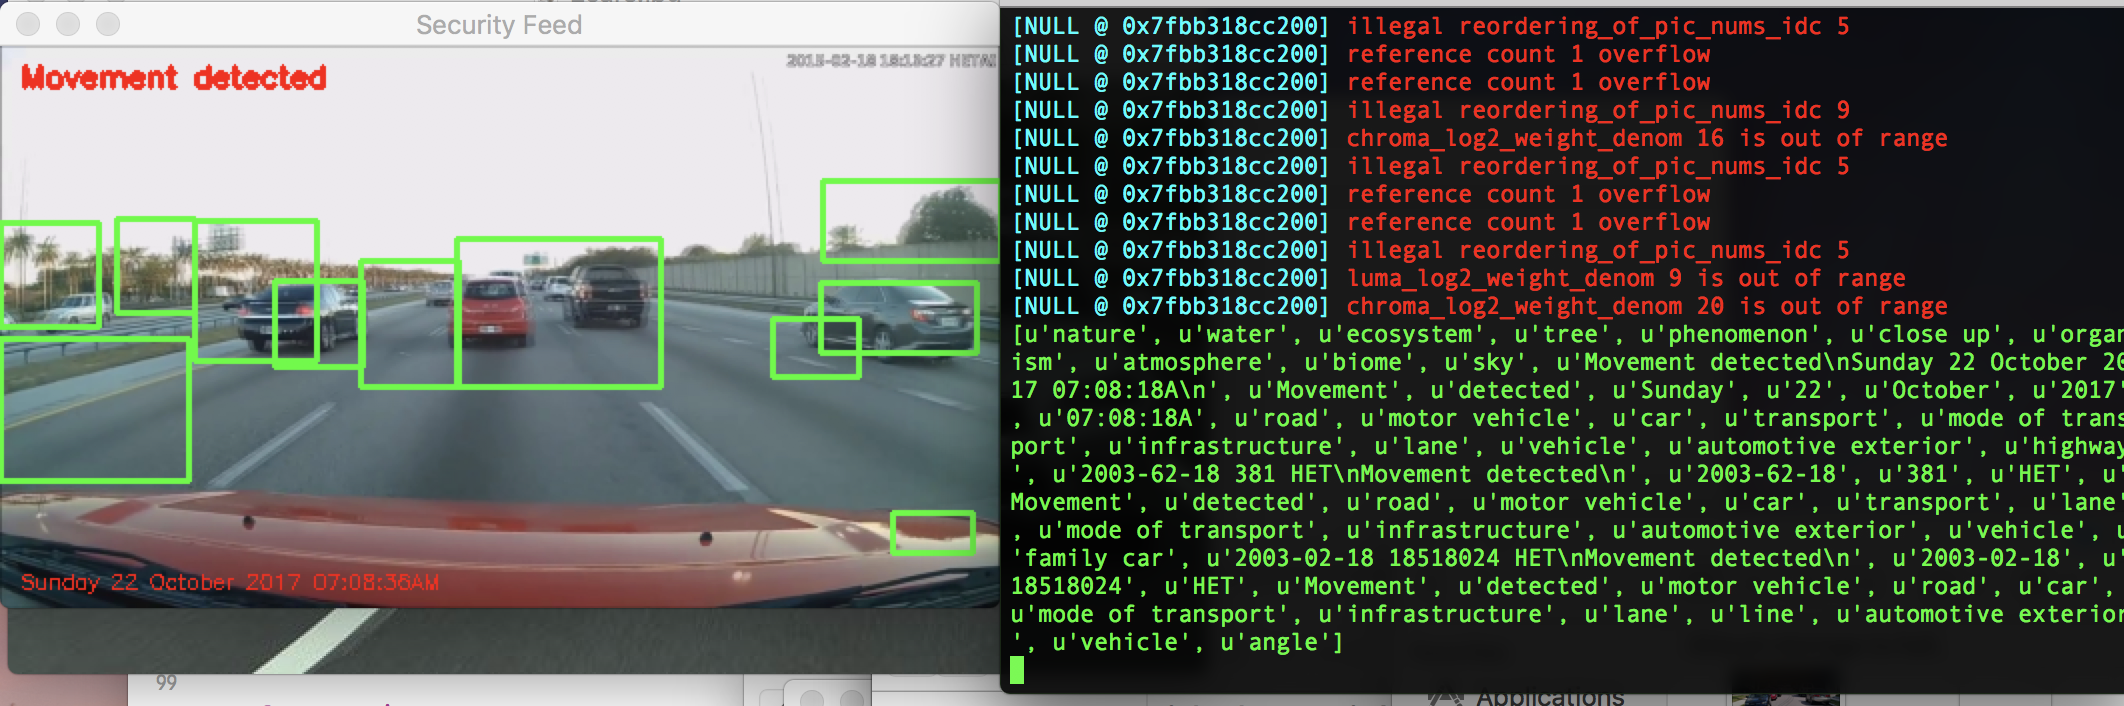 Security Feed
Movement detected
2015-02-18 18:18:27 HETAI
Sunday 22 October 2017 07:08:36AM
99
[NULL @ 0x7fbb318cc200] illegal reordering_of_pic_nums_idc 5
[NULL @ 0x7fbb318cc200] reference count 1 overflow
[NULL @ 0x7fbb318cc200] reference count 1 overflow
[NULL @ 0x7fbb318cc200] illegal reordering_of_pic_nums_idc 9
[NULL @ 0x7fbb318cc200] chroma_log2_weight_denom 16 is out of range
[NULL @ 0x7fbb318cc200] illegal reordering_of_pic_nums_idc 5
[NULL @ 0x7fbb318cc200] reference count 1 overflow
[NULL @ 0x7fbb318cc200] reference count 1 overflow
[NULL @ 0x7fbb318cc200] illegal reordering_of_pic_nums_idc 5
[NULL @ 0x7fbb318cc200] luma_log2_weight_denom 9 is out of range
[NULL @ 0x7fbb318cc200] chroma_log2_weight_denom 20 is out of range
[u'nature', u'water', u'ecosystem', u'tree', u'phenomenon', u'close up', u'organ
ism', u'atmosphere', u'biome', u'sky', u'Movement detected\nSunday 22 October 20
17 07:08:18A\n', u'Movement', u'detected', u'Sunday', u'22', u'October', u'2017'
, u'07:08:18A', u'road', u'motor vehicle', u'car', u'transport', u'mode of trans
port', u'infrastructure', u'lane', u'vehicle', u'automotive exterior', u'highway
', u'2003-62-18 381 HET\nMovement detected\n', u'2003-62-18', u'381', u'HET', u'
Movement', u'detected', u'road', u'motor vehicle', u'car', u'transport', u'lane'
, u'mode of transport', u'infrastructure', u'automotive exterior', u'vehicle', u
'family car', u'2003-02-18 18518024 HET\nMovement detected\n', u'2003-02-18', u'
18518024', u'HET', u'Movement', u'detected', u'motor vehicle', u'road', u'car',
u'mode of transport', u'infrastructure', u'lane', u'line', u'automotive exterior
', u'vehicle', u'angle']
Applications